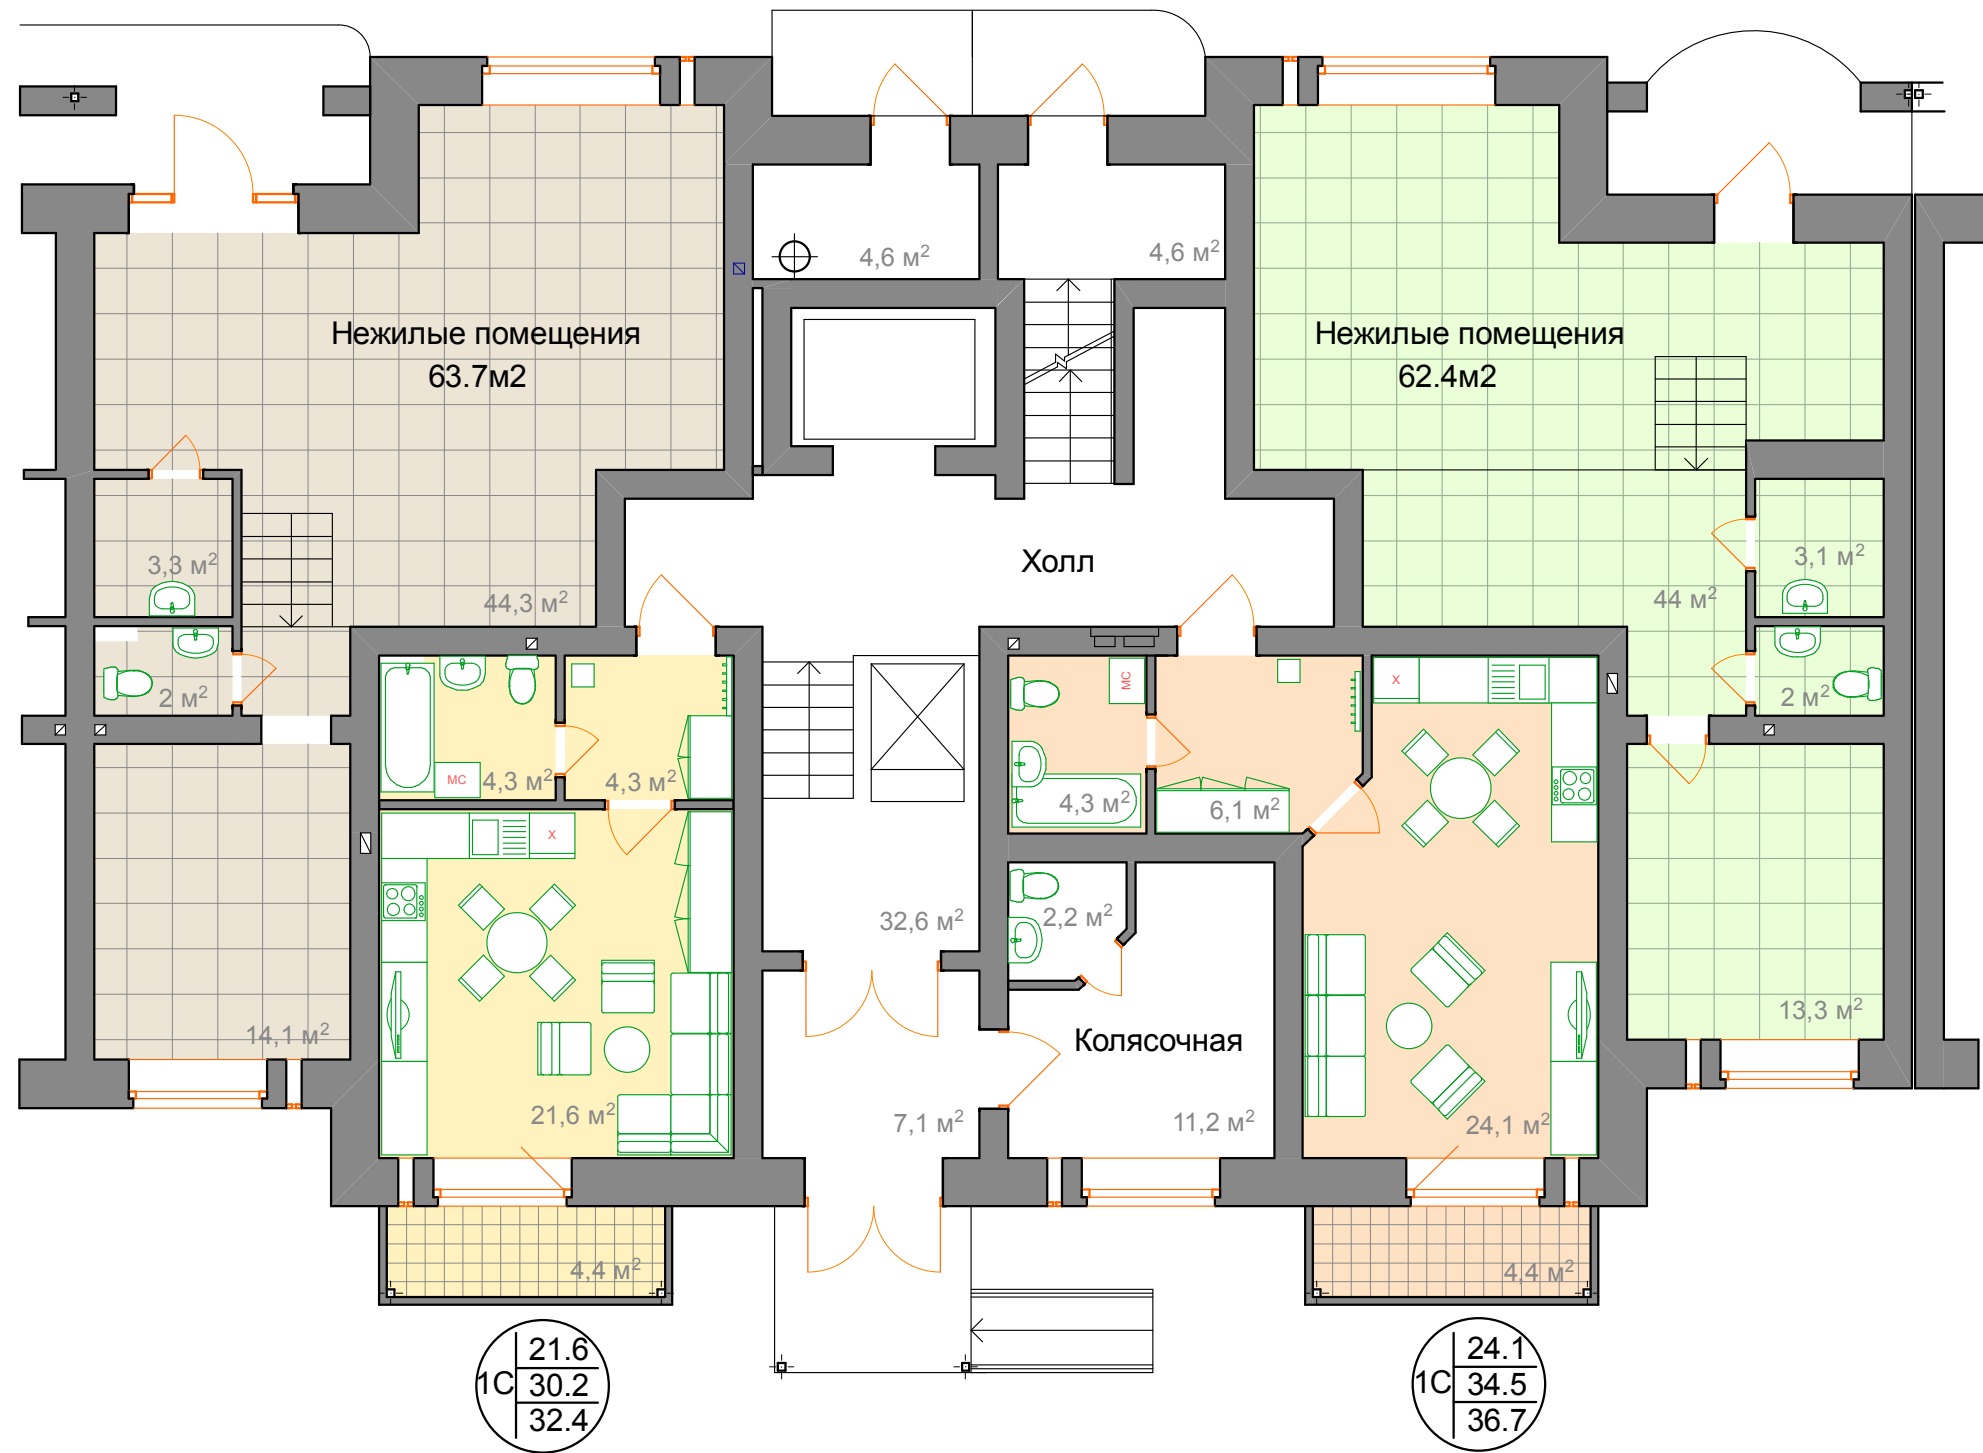 4,6 м²
4,6 м²
Нежилые помещения
63.7м2
Нежилые помещения
62.4м2
3,3 м²
44,3 м²
Холл
44 м²
3,1 м²
2 м²
2 м²
МС
4,3 м²
4,3 м²
МС
4,3 м²
6,1 м²
X
X
32,6 м²
2,2 м²
14,1 м²
Колясочная
13,3 м²
21,6 м²
7,1 м²
11,2 м²
24,1 м²
4,4 м²
4,4 м²
1С
21.6
30.2
32.4
1С
24.1
34.5
36.7